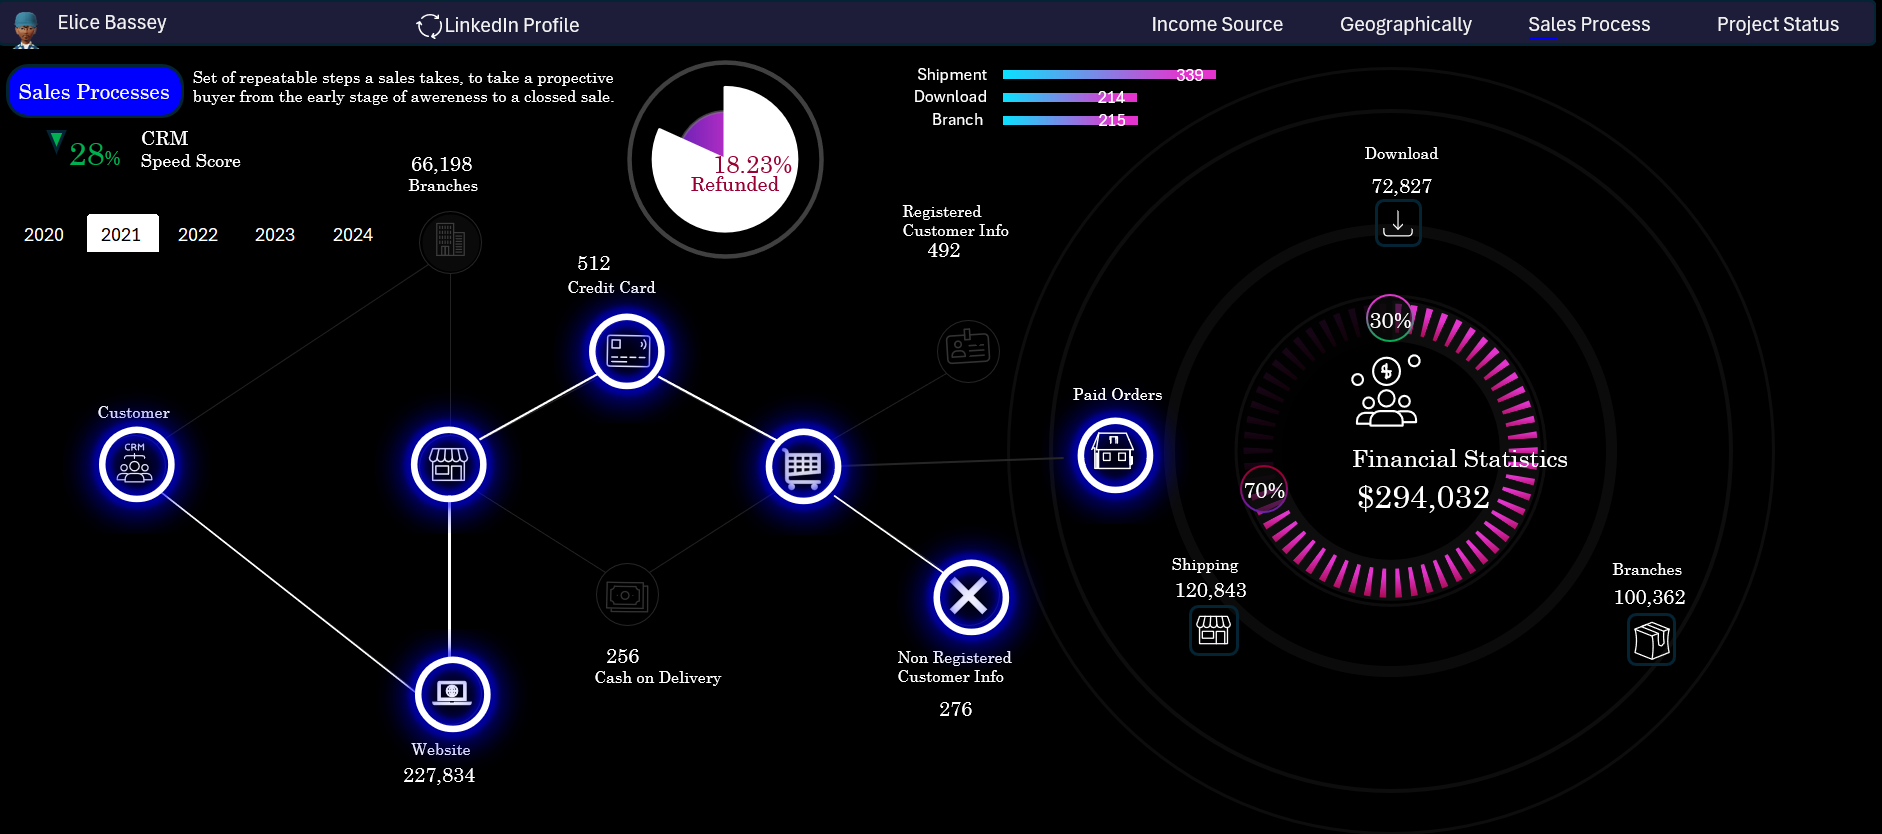 Elice Bassey
LinkedIn Profile
Income Source
Geographically
Sales Process
Project Status
Sales Processes
Set of repeatable steps a sales takes, to take a propective
buyer from the early stage of awereness to a clossed sale.
28%
CRM
Speed Score
2020
2021
2022
2023
2024
66,198
Branches
18.23%
Refunded
Shipment 339
Download 214
Branch 215
Registered
Customer Info
492
512
Credit Card
Customer
CRM
256
Cash on Delivery
Non Registered
Customer Info
276
Website
227,834
Paid Orders
Download
72,827
30%
$
Financial Statistics
$294,032
70%
Shipping
120,843
Branches
100,362